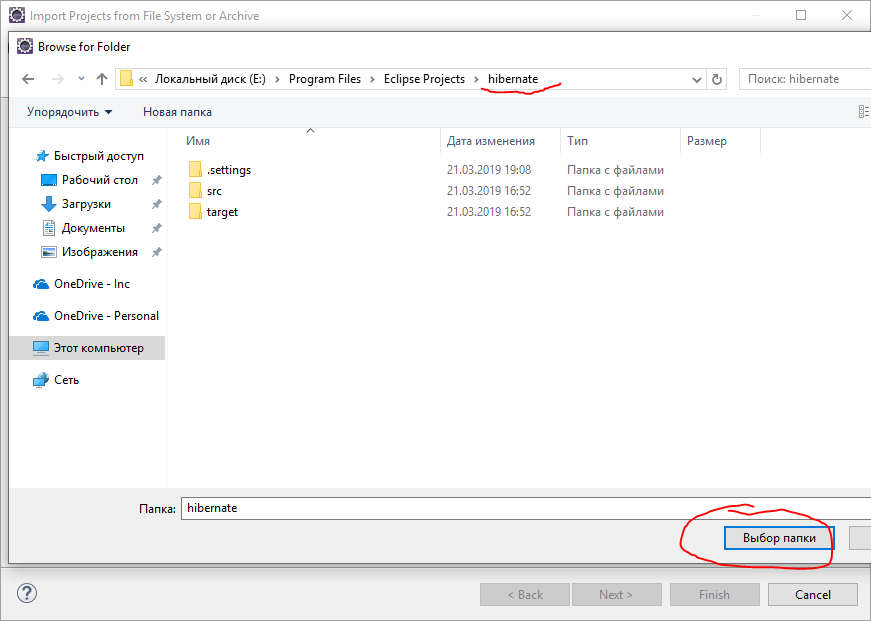 Import Projects from File System or Archive
Browse for Folder
« Локальный диск (E:) > Program Files > Eclipse Projects > hibernate
Поиск: hibernate
Упорядочить
Новая папка
Имя
Дата изменения
Тип
Размер
Быстрый доступ
Рабочий стол
Загрузки
Документы
Изображения
OneDrive - Inc
OneDrive - Personal
Этот компьютер
Сеть
.settings 21.03.2019 19:08 Папка с файлами
src 21.03.2019 16:52 Папка с файлами
target 21.03.2019 16:52 Папка с файлами
Папка: hibernate
Выбор папки
?
< Back
Next >
Finish
Cancel